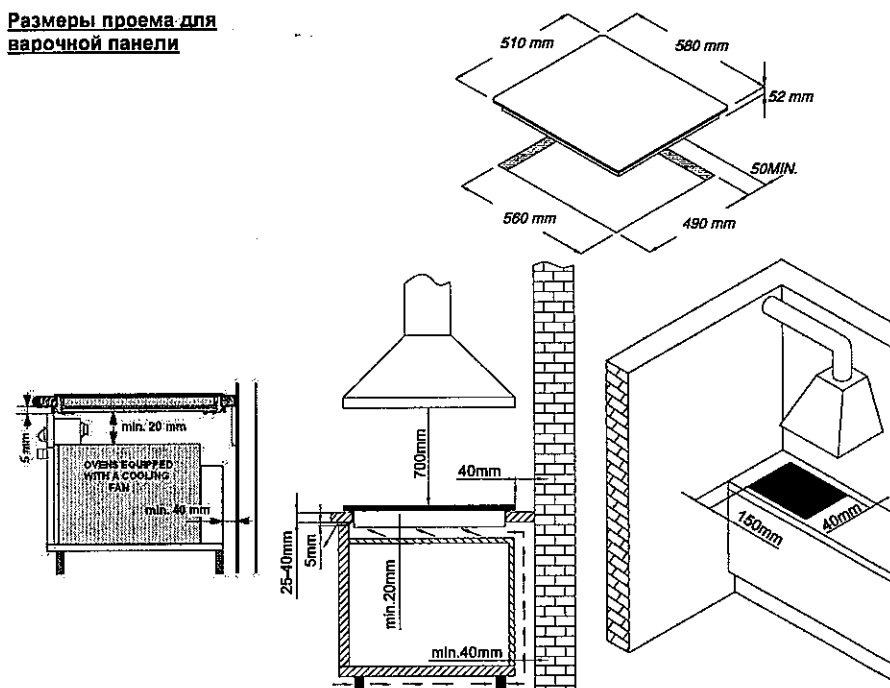 Размеры проема для
варочной панели
510 mm
580 mm
52 mm
50MIN.
560 mm
490 mm
min. 20 mm
5 mm
OVENS EQUIPPED
WITH A COOLING
FAN
min. 40 mm
700mm
40mm
25-40mm
5mm
min.20mm
min.40mm
150mm
40mm